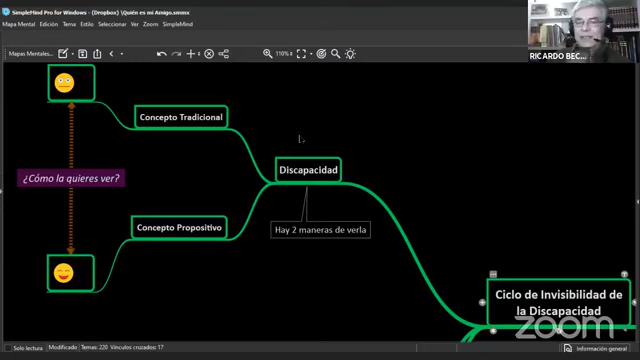 SimpleMind Pro for Windows - (Dropbox) \Quién es mi Amigo.smmx
Mapa Mental Editar Tema Estilo Seleccionar Ver Zoom SimpleMind
Mapas Mentales...
110%
RICARDO BEC...
Concepto Tradicional
Discapacidad
¿Cómo la quieres ver?
Concepto Propositivo
Hay 2 maneras de verla
Ciclo de Invisibilidad de
la Discapacidad
zoom
Solo lectura Modificado Temas: 220 Vínculos cruzados: 17
Información general